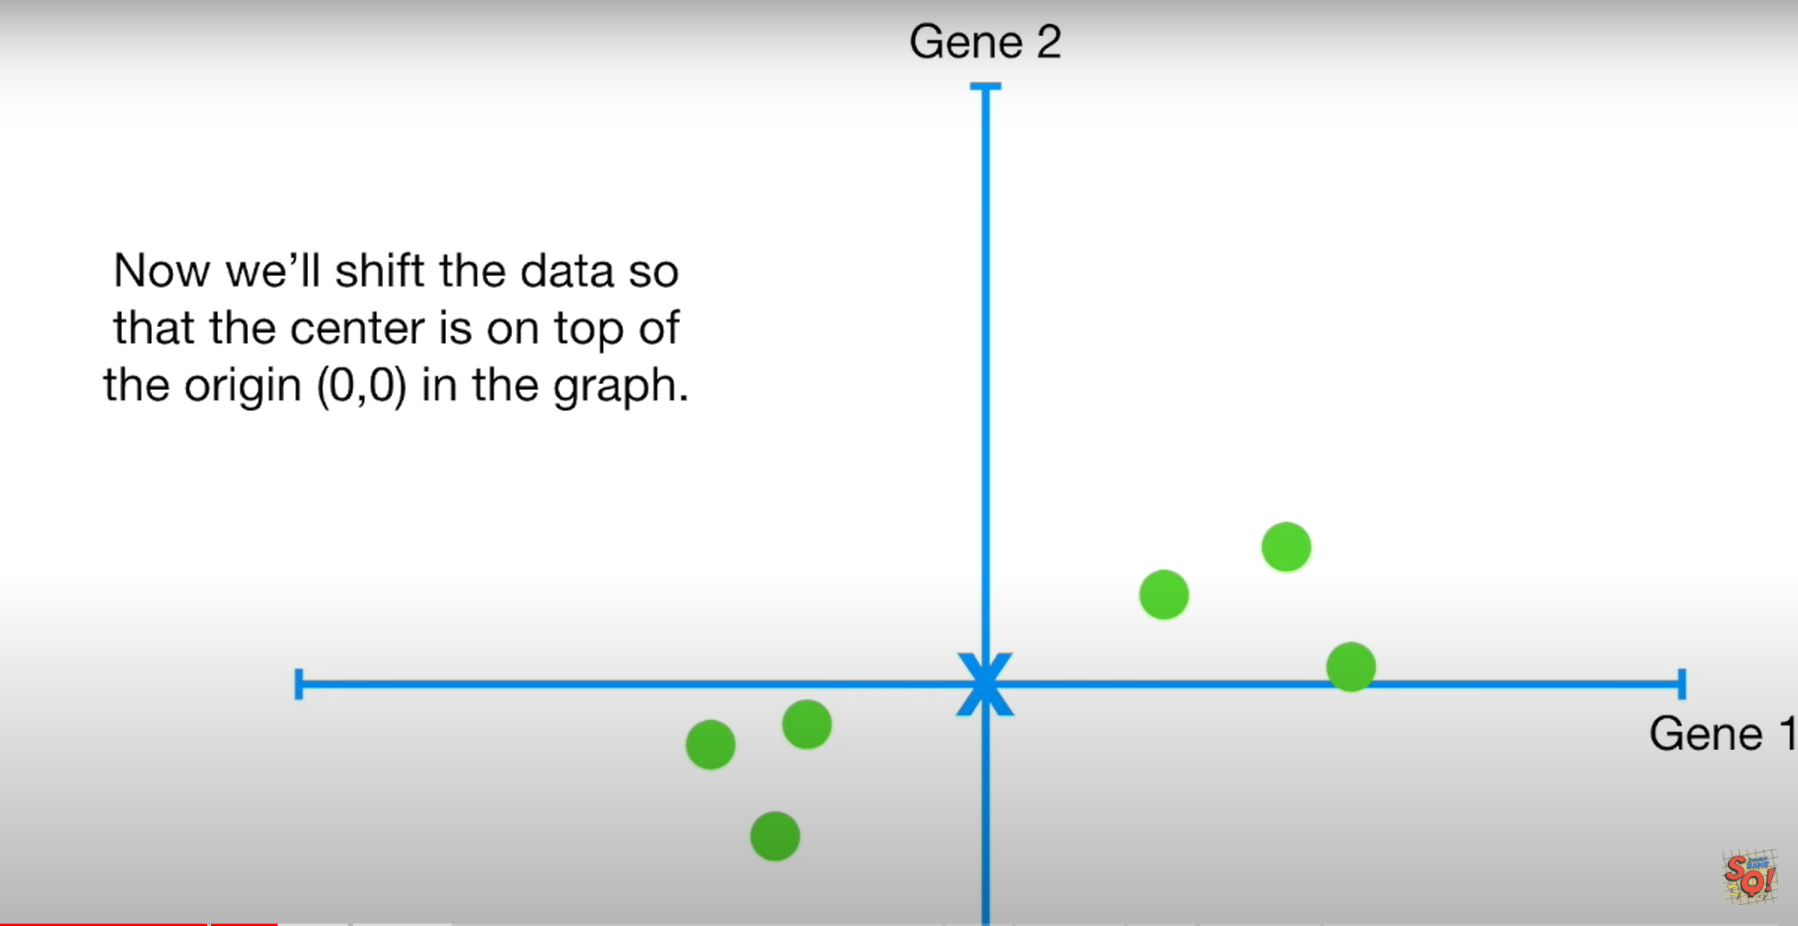 Gene 2
Now we’ll shift the data so
that the center is on top of
the origin (0,0) in the graph.
X
Gene 1
SQ!